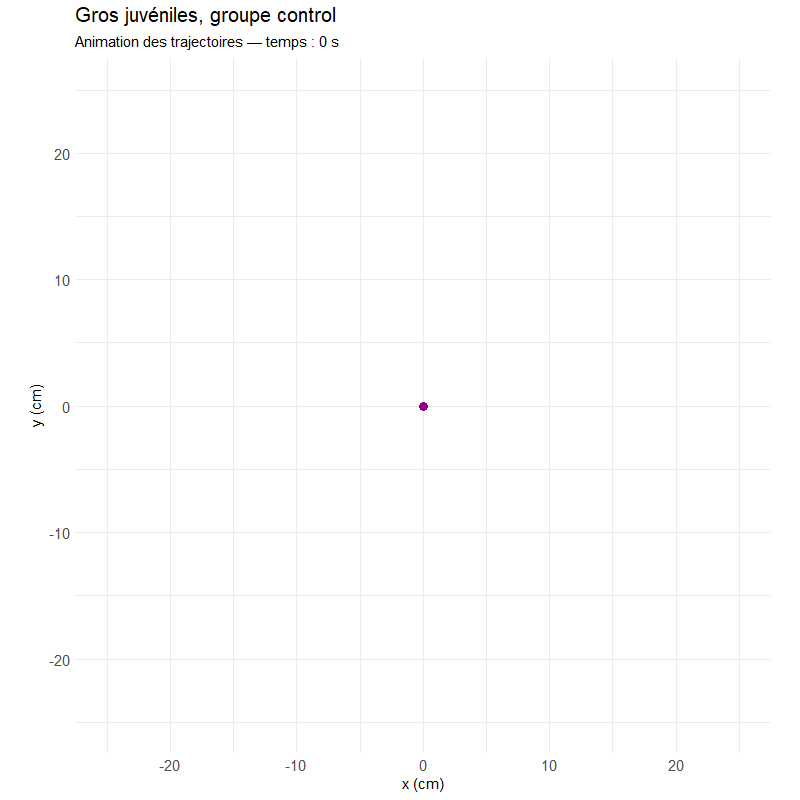 Gros juvéniles, groupe control
Animation des trajectoires — temps : 0 s
20
10
0
-10
-20
y (cm)
-20 -10 0 10 20
x (cm)